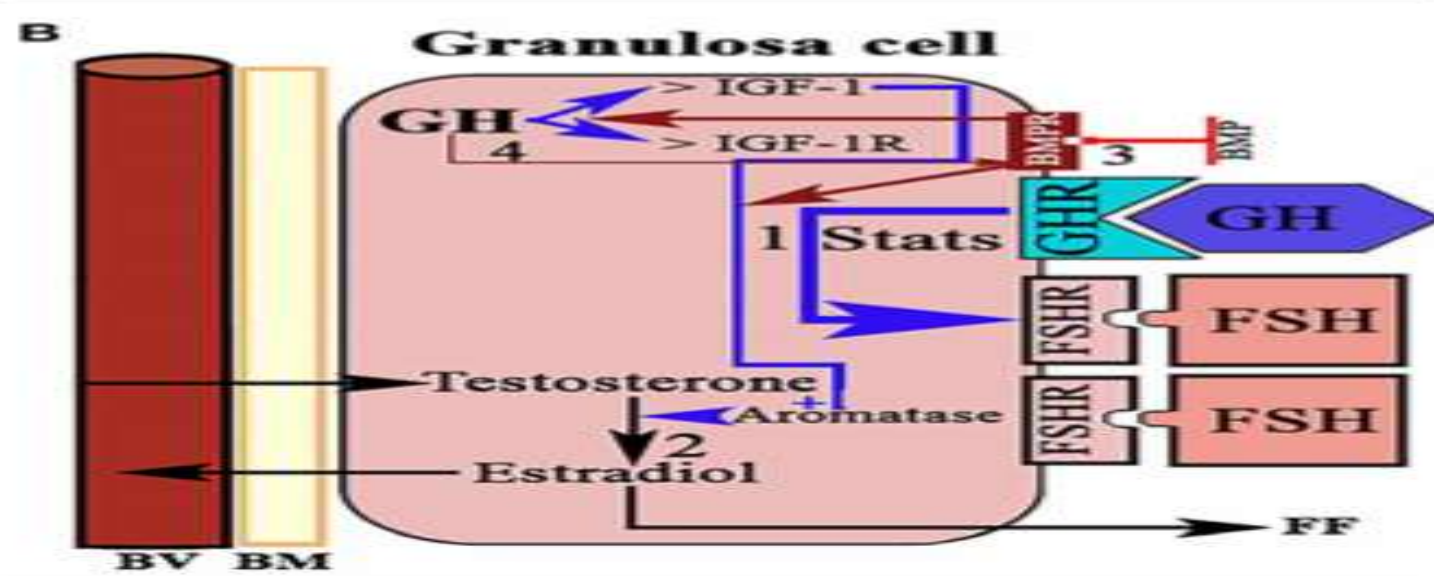 B
Granulosa cell
> IGF-1
GH
> IGF-1R
4
BMPR
3
BMP
GHR
GH
1 Stats
FSHR
FSH
Testosterone
+
Aromatase
FSHR
FSH
2
Estradiol
FF
BV BM